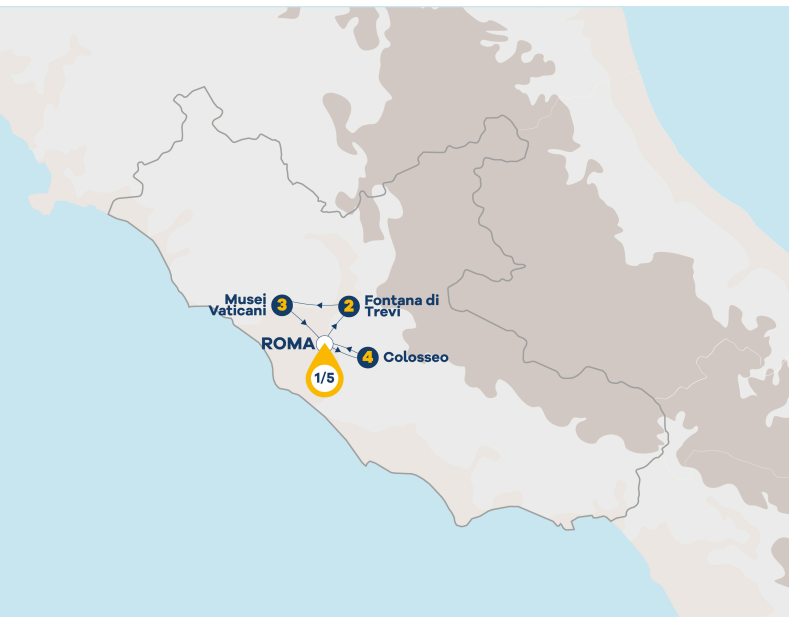 Musei
Vaticani
3
2
Fontana di
Trevi
ROMA
4
Colosseo
1/5